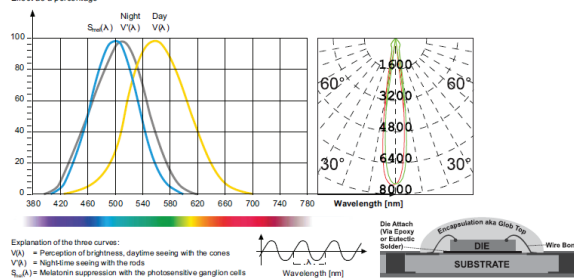 Night Day
Smel(λ) V'(λ) V(λ)
100
80
60
40
20
0
380 420 460 500 540 580 620 660 700 740 780 Wavelength [nm]
1600
3200
4800
6400
8000
60° 60°
30° 30°
Explanation of the three curves:
V(λ) = Perception of brightness, daytime seeing with the cones
V'(λ) = Night-time seeing with the rods
Smel(λ) = Melatonin suppression with the photosensitive ganglion cells
λ
Wavelength [nm]
Die Attach
(Via Epoxy
or Eutectic
Solder)
Encapsulation aka Glob Top
DIE
Wire Bon
SUBSTRATE